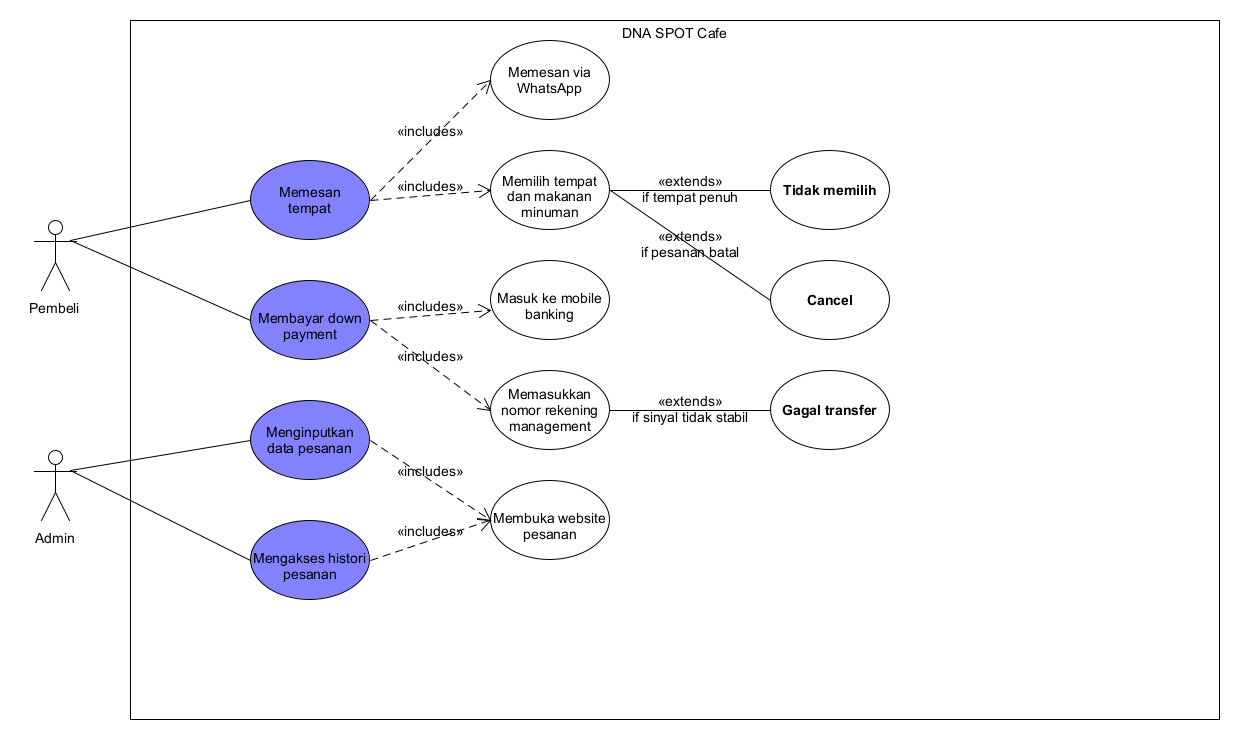 DNA SPOT Cafe
Memesan via
WhatsApp
«includes»
Memesan
tempat
«includes»
Memilih tempat
dan makanan
minuman
«extends»
if tempat penuh
Tidak memilih
«extends»
if pesanan batal
Cancel
Pembeli
Membayar down
payment
«includes»
Masuk ke mobile
banking
«includes»
Memasukkan
nomor rekening
management
«extends»
if sinyal tidak stabil
Gagal transfer
Admin
Menginputkan
data pesanan
«includes»
Membuka website
pesanan
«includes»
Mengakses histori
pesanan